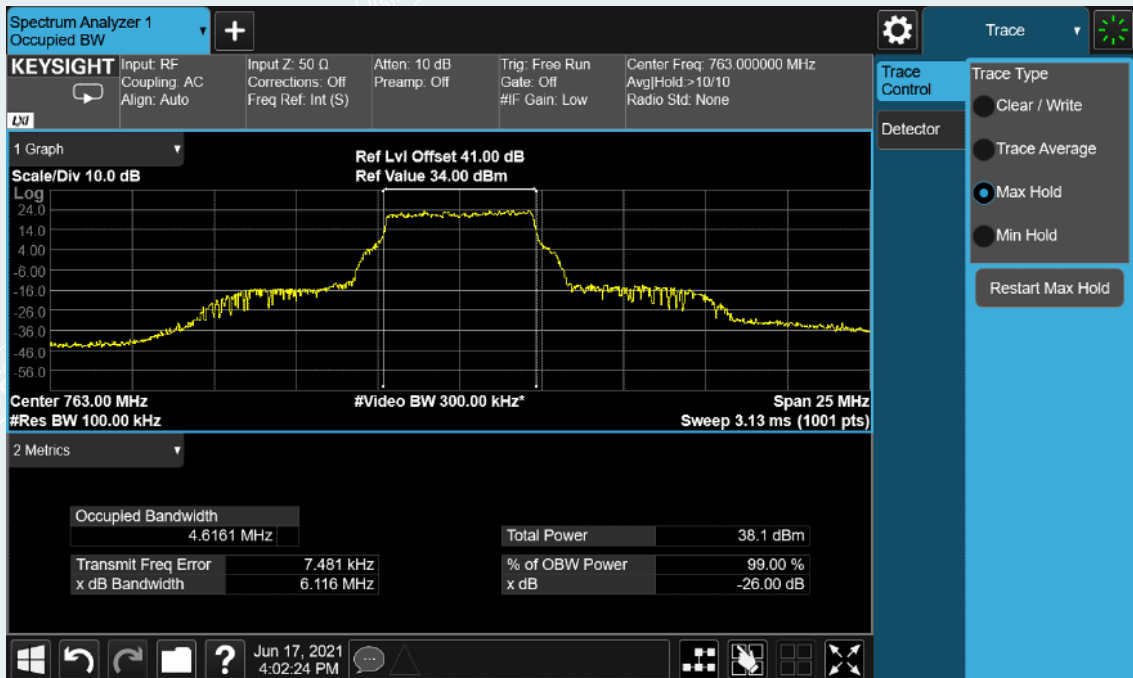 Spectrum Analyzer 1
Occupied BW
+
Trace
KEYSIGHT
LXI
Input: RF
Coupling: AC
Align: Auto
Input Z: 50 Ω
Corrections: Off
Freq Ref: Int (S)
Atten: 10 dB
Preamp: Off
Trig: Free Run
Gate: Off
#IF Gain: Low
Center Freq: 763.000000 MHz
Avg|Hold:>10/10
Radio Std: None
Trace Control
Detector
Trace Type
Clear / Write
Trace Average
Max Hold
Min Hold
Restart Max Hold
1 Graph
Scale/Div 10.0 dB
Ref Lvl Offset 41.00 dB
Ref Value 34.00 dBm
Log
24.0
14.0
4.00
-6.00
-16.0
-26.0
-36.0
-46.0
-56.0
Center 763.00 MHz
#Video BW 300.00 kHz*
Span 25 MHz
#Res BW 100.00 kHz
Sweep 3.13 ms (1001 pts)
2 Metrics
Occupied Bandwidth
4.6161 MHz
Total Power 38.1 dBm
Transmit Freq Error 7.481 kHz
% of OBW Power 99.00 %
x dB Bandwidth 6.116 MHz
x dB -26.00 dB
?
Jun 17, 2021
4:02:24 PM